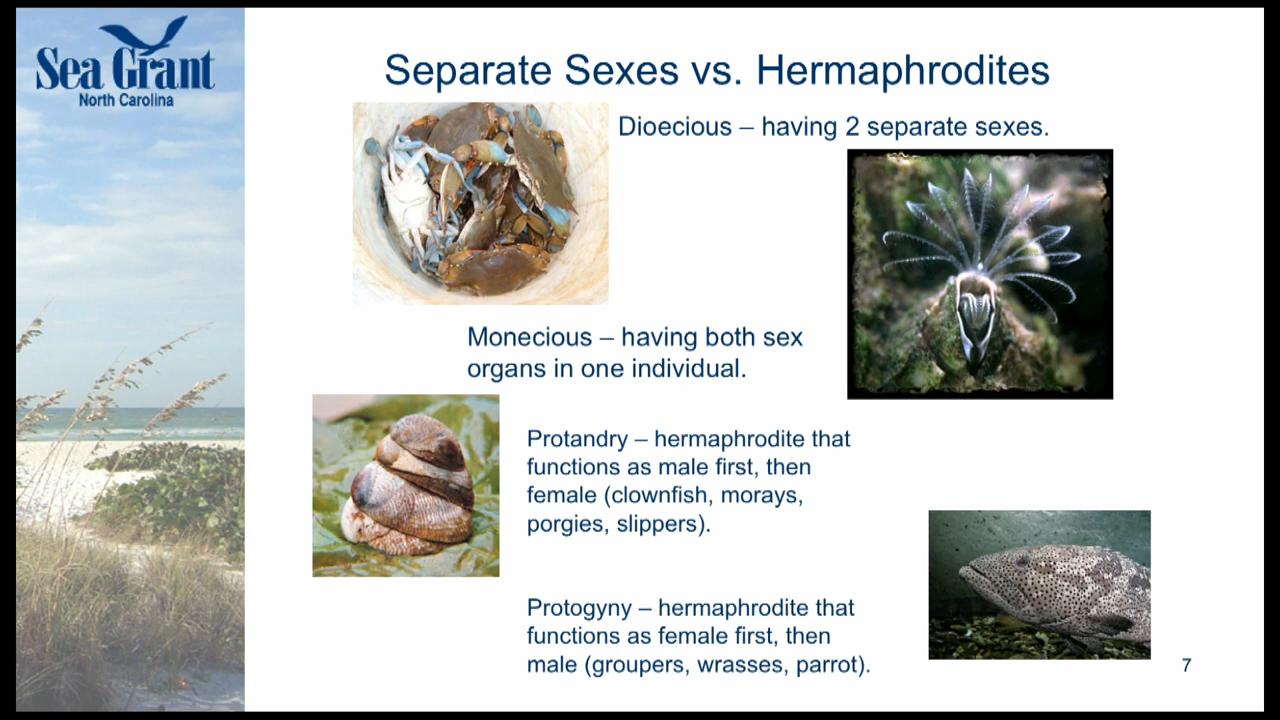 Sea Grant
North Carolina
Separate Sexes vs. Hermaphrodites
Dioecious – having 2 separate sexes.
Monecious – having both sex
organs in one individual.
Protandry – hermaphrodite that
functions as male first, then
female (clownfish, morays,
porgies, slippers).
Protogyny – hermaphrodite that
functions as female first, then
male (groupers, wrasses, parrot).
7